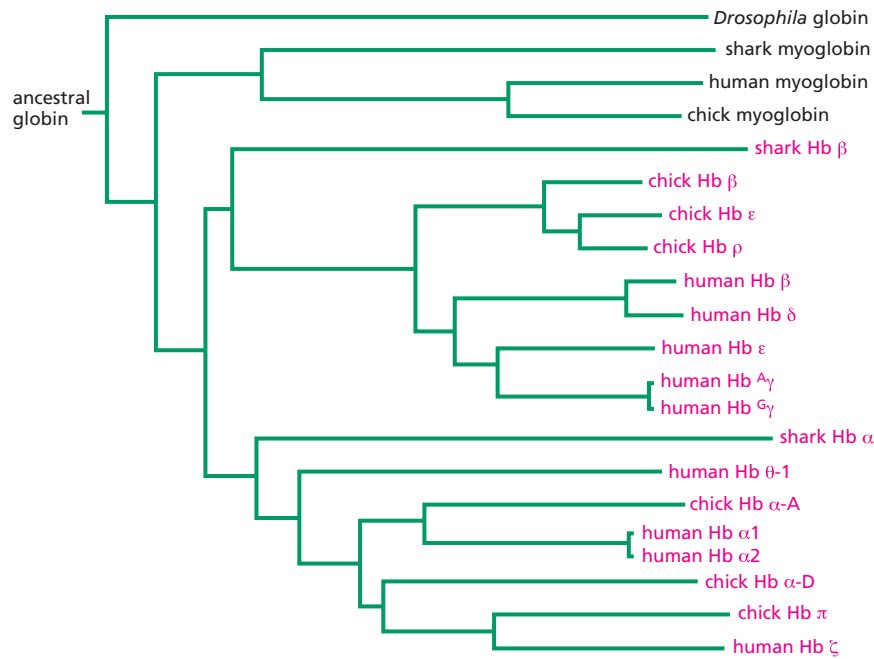 Drosophila globin
shark myoglobin
human myoglobin
ancestral
globin
chick myoglobin
shark Hb β
chick Hb β
chick Hb ε
chick Hb ρ
human Hb β
human Hb δ
human Hb ε
human Hb ᴬγ
human Hb ᴳγ
shark Hb α
human Hb θ-1
chick Hb α-A
human Hb α1
human Hb α2
chick Hb α-D
chick Hb π
human Hb ζ